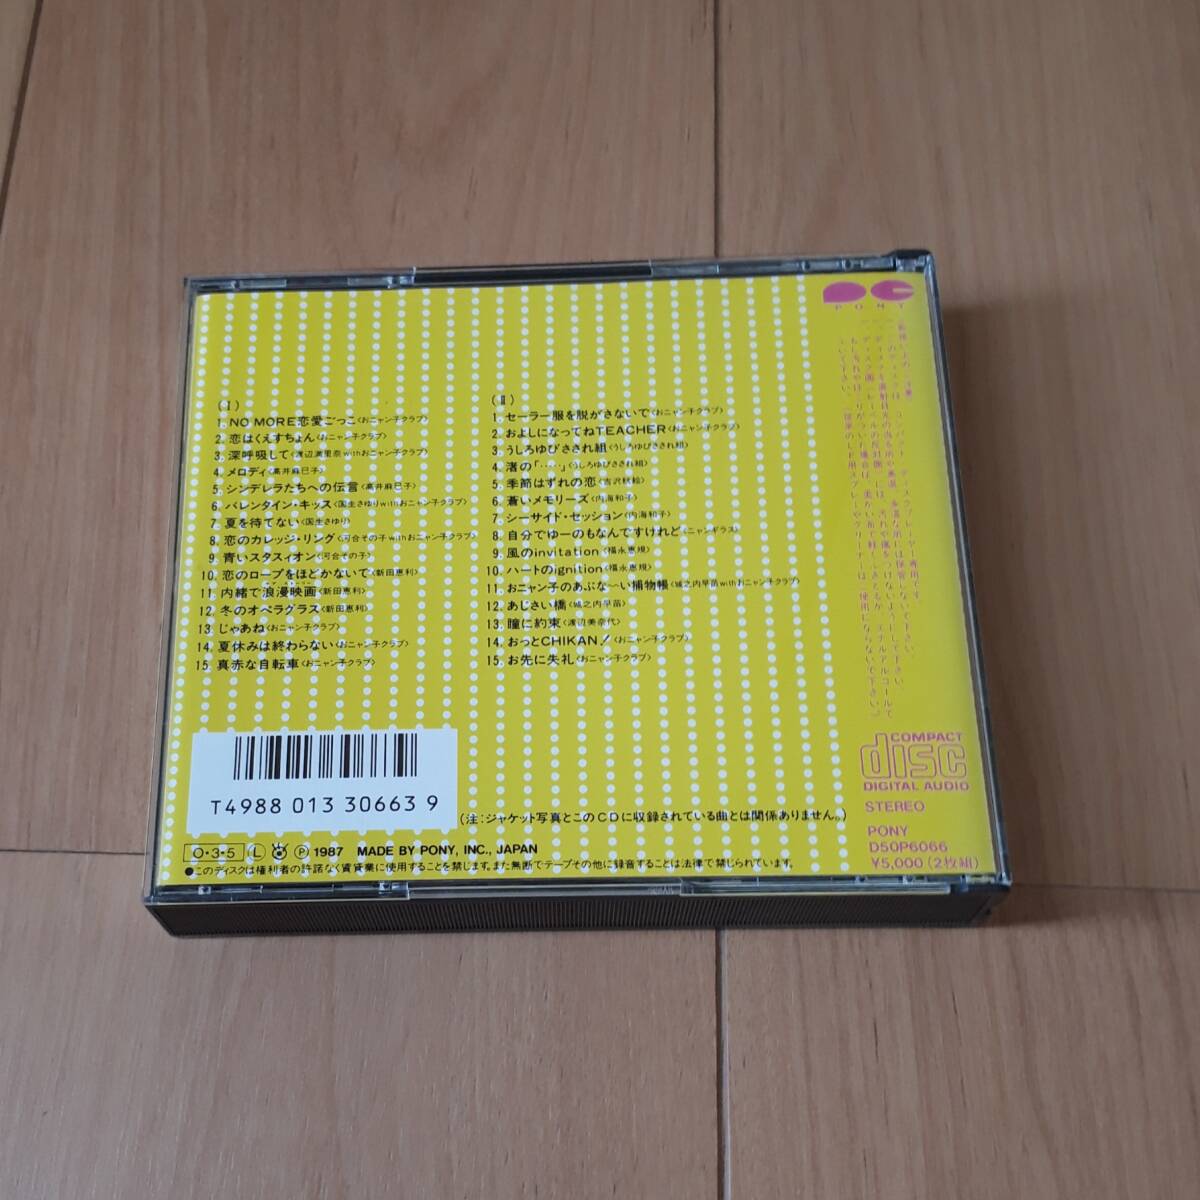 (I)
1. NO MORE恋愛ごっこ〈おニャン子クラブ〉
2. 恋はくえすちょん〈おニャン子クラブ〉
3. 深呼吸して〈渡辺満里奈withおニャン子クラブ〉
4. メロディ〈高井麻巳子〉
5. シンデレラたちへの伝言〈高井麻巳子〉
6. バレンタイン・キッス〈国生さゆりwithおニャン子クラブ〉
7. 夏を待てない〈国生さゆり〉
8. 恋のカレッジ・リング〈河合その子withおニャン子クラブ〉
9. 青いスタスィオン〈河合その子〉
10. 恋のロープをほどかないで〈新田恵利〉
11. 内緒で浪漫映画〈新田恵利〉
12. 冬のオペラグラス〈新田恵利〉
13. じゃあね〈おニャン子クラブ〉
14. 夏休みは終わらない〈おニャン子クラブ〉
15. 真赤な自転車〈おニャン子クラブ〉
(II)
1. セーラー服を脱がさないで〈おニャン子クラブ〉
2. およしになってねTEACHER〈おニャン子クラブ〉
3. うしろゆびさされ組〈うしろゆびさされ組〉
4. 渚の「……」〈うしろゆびさされ組〉
5. 季節はずれの恋〈吉沢秋絵〉
6. 蒼いメモリーズ〈内海和子〉
7. シーサイド・セッション〈内海和子〉
8. 自分でゆーのもなんですけれど〈ニャンギラス〉
9. 風のinvitation〈福永恵規〉
10. ハートのignition〈福永恵規〉
11. おニャン子のあぶな〜い捕物帳〈城之内早苗withおニャン子クラブ〉
12. あじさい橋〈城之内早苗〉
13. 瞳に約束〈渡辺美奈代〉
14. おっとCHIKAN!〈おニャン子クラブ〉
15. お先に失礼〈おニャン子クラブ〉
PONY
COMPACT
disc
DIGITAL AUDIO
STEREO
PONY
D50P6066
¥5,000(2枚組)
T4988 013 30663 9
(注:ジャケット写真とこのCDに収録されている曲とは関係ありません。)
O・3・5 Ⓛ Ⓟ 1987 MADE BY PONY, INC., JAPAN
●このディスクは権利者の許諾なく賃貸業に使用することを禁じます。また無断でテープその他に録音することは法律で禁じられています。